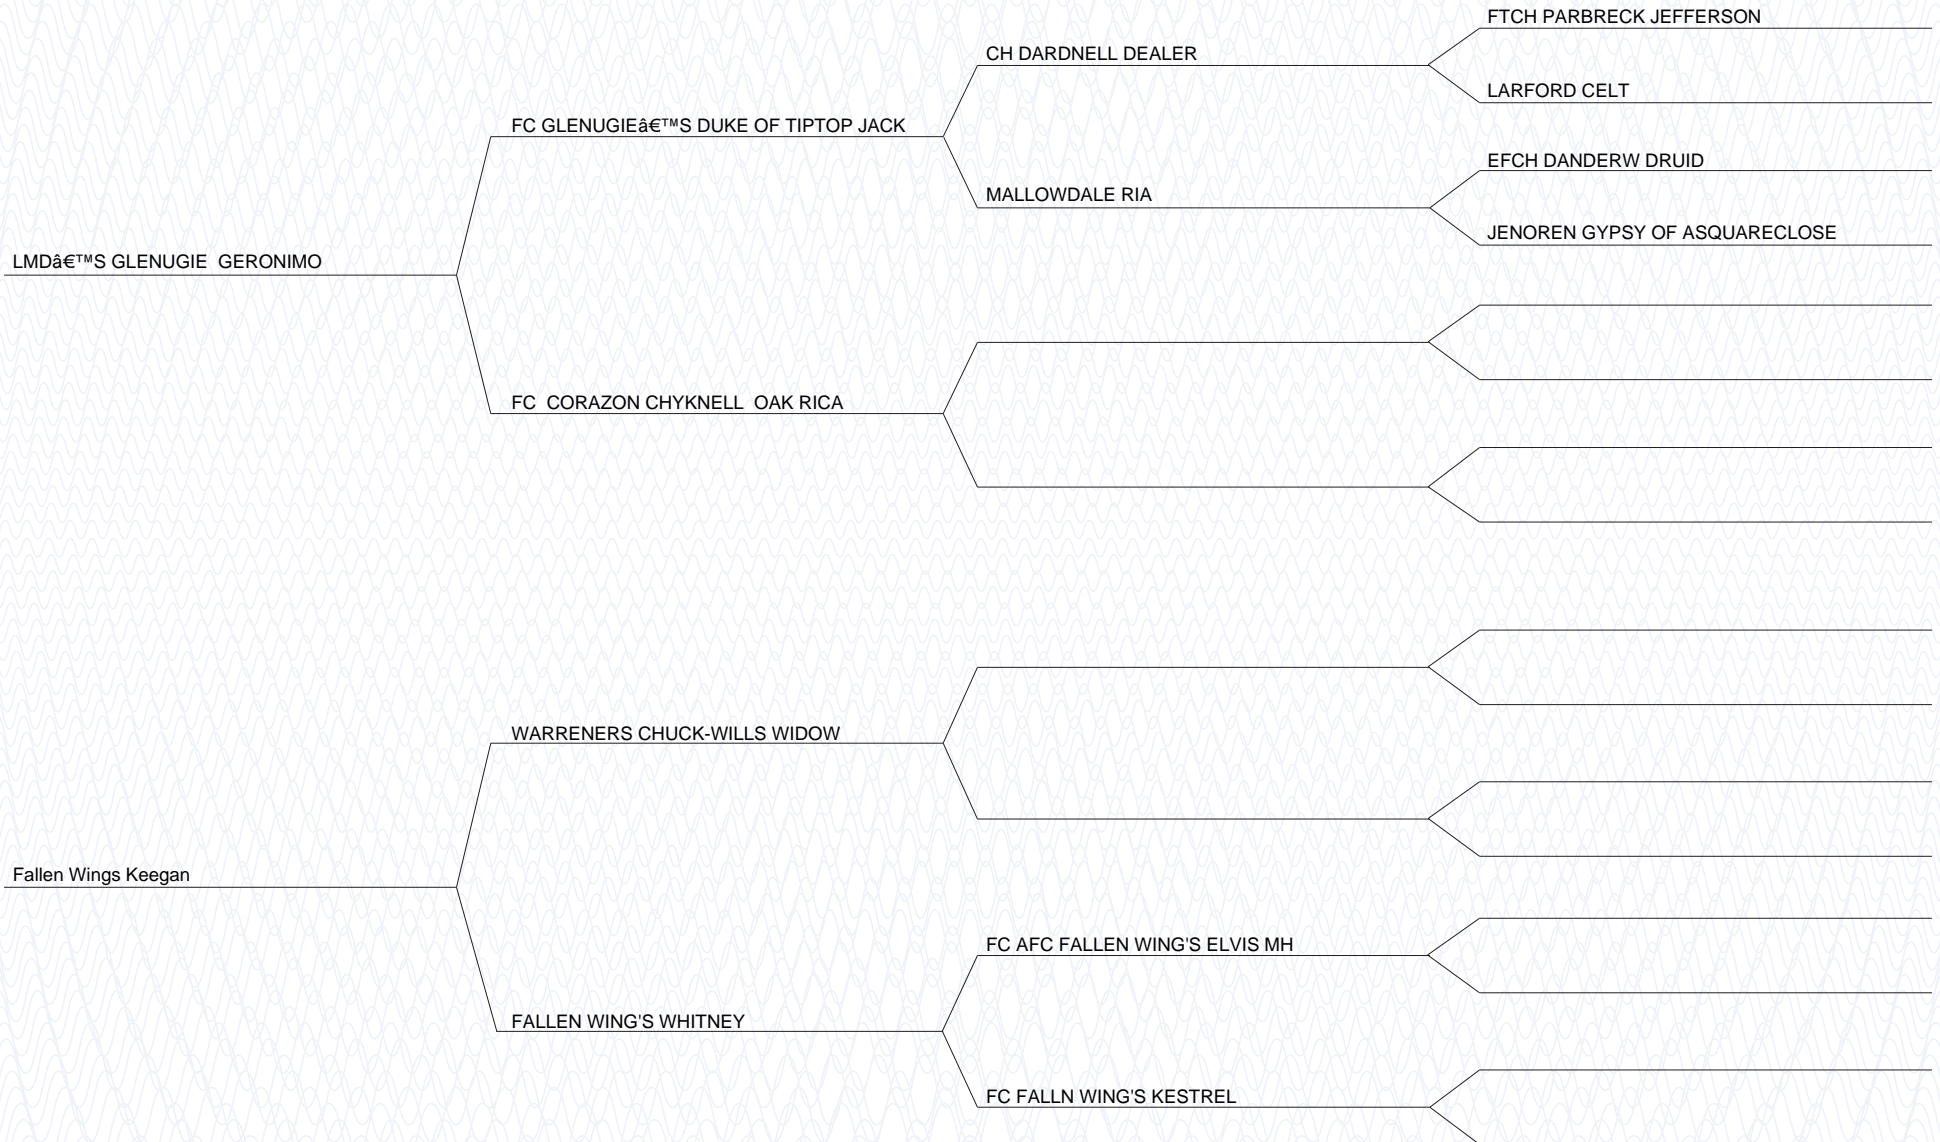 FTCH PARBRECK JEFFERSON
CH DARDNELL DEALER
LARFORD CELT
FC GLENUGIEâ€™S DUKE OF TIPTOP JACK
EFCH DANDERW DRUID
MALLOWDALE RIA
JENOREN GYPSY OF ASQUARECLOSE
LMDâ€™S GLENUGIE  GERONIMO
FC  CORAZON CHYKNELL  OAK RICA
WARRENERS CHUCK-WILLS WIDOW
Fallen Wings Keegan
FC AFC FALLEN WING'S ELVIS MH
FALLEN WING'S WHITNEY
FC FALLN WING'S KESTREL